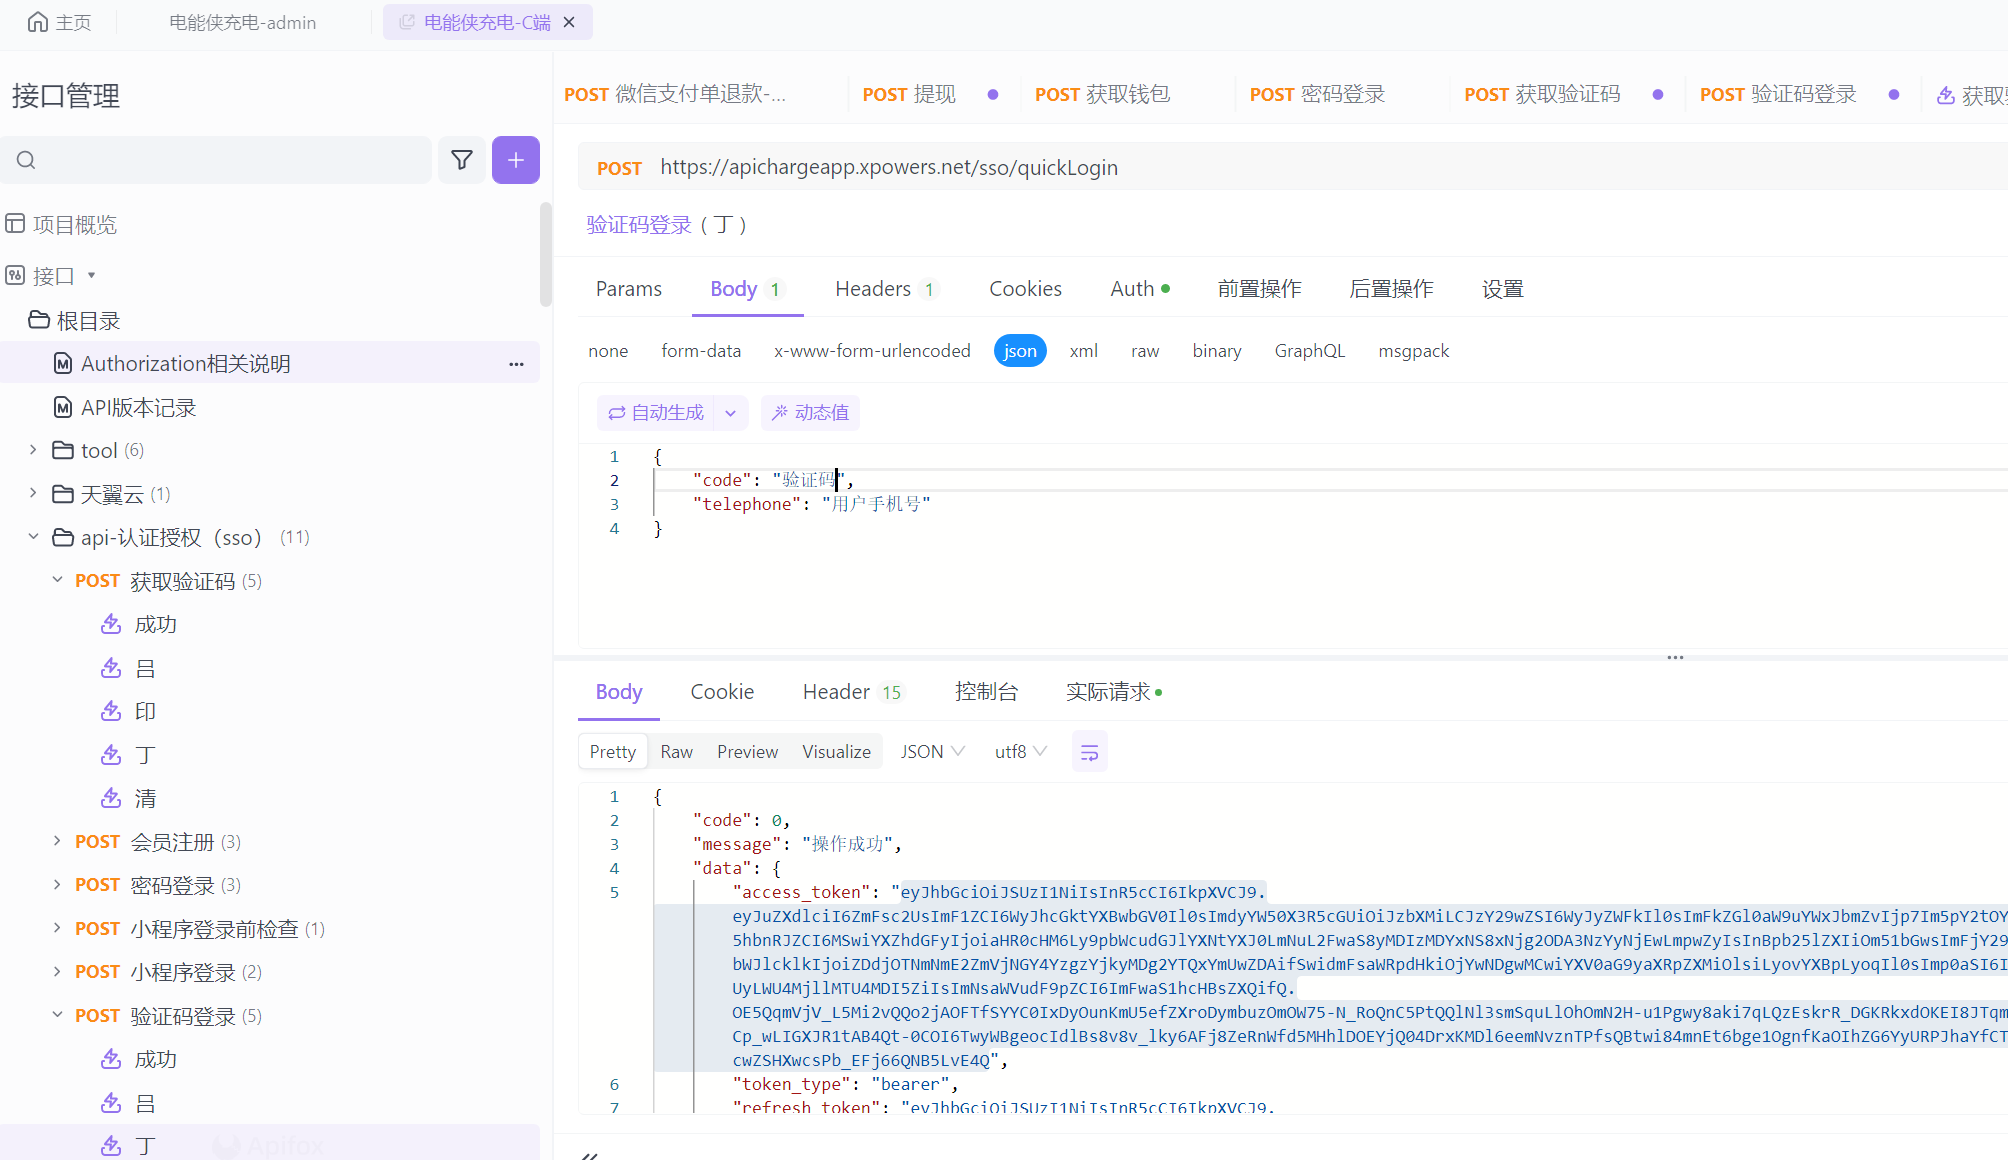 主页
电能侠充电-admin
电能侠充电-C端
接口管理
POST 微信支付单退款-...
POST 提现
POST 获取钱包
POST 密码登录
POST 获取验证码
POST 验证码登录
POST https://apichargeapp.xpowers.net/sso/quickLogin
项目概览
验证码登录 ( 丁 )
接口
Params
Body 1
Headers 1
Cookies
Auth
前置操作
后置操作
设置
根目录
none
form-data
x-www-form-urlencoded
json
xml
raw
binary
GraphQL
msgpack
Authorization相关说明
API版本记录
自动生成
动态值
tool (6)
天翼云 (1)
api-认证授权（sso） (11)
1 {
2 "code": "验证码",
3 "telephone": "用户手机号"
4 }
POST 获取验证码 (5)
成功
吕
印
丁
清
Body
Cookie
Header 15
控制台
实际请求
Pretty
Raw
Preview
Visualize
JSON
utf8
POST 会员注册 (3)
POST 密码登录 (3)
POST 小程序登录前检查 (1)
POST 小程序登录 (2)
POST 验证码登录 (5)
成功
吕
丁
Apifox
1 {
2 "code": 0,
3 "message": "操作成功",
4 "data": {
5 "access_token": "eyJhbGciOiJSUzI1NiIsInR5cCI6IkpXVCJ9.
UyLWU4MjllMTU4MDI5ZiIsImNsaWVudF9pZCI6ImFwaS1hcHBsZXQifQ.
cwZSHXwcsPb_EFj66QNB5LvE4Q",
6 "token_type": "bearer",
7 "refresh_token": "eyJhbGciOiJSUzI1NiIsInR5cCI6IkpXVCJ9.